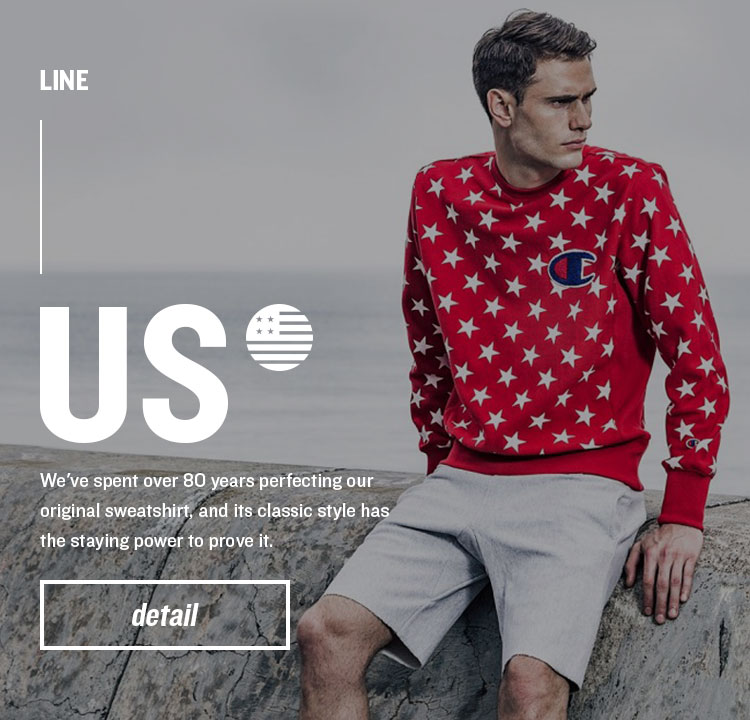 LINE
US
We've spent over 80 years perfecting our
original sweatshirt, and its classic style has
the staying power to prove it.
detail